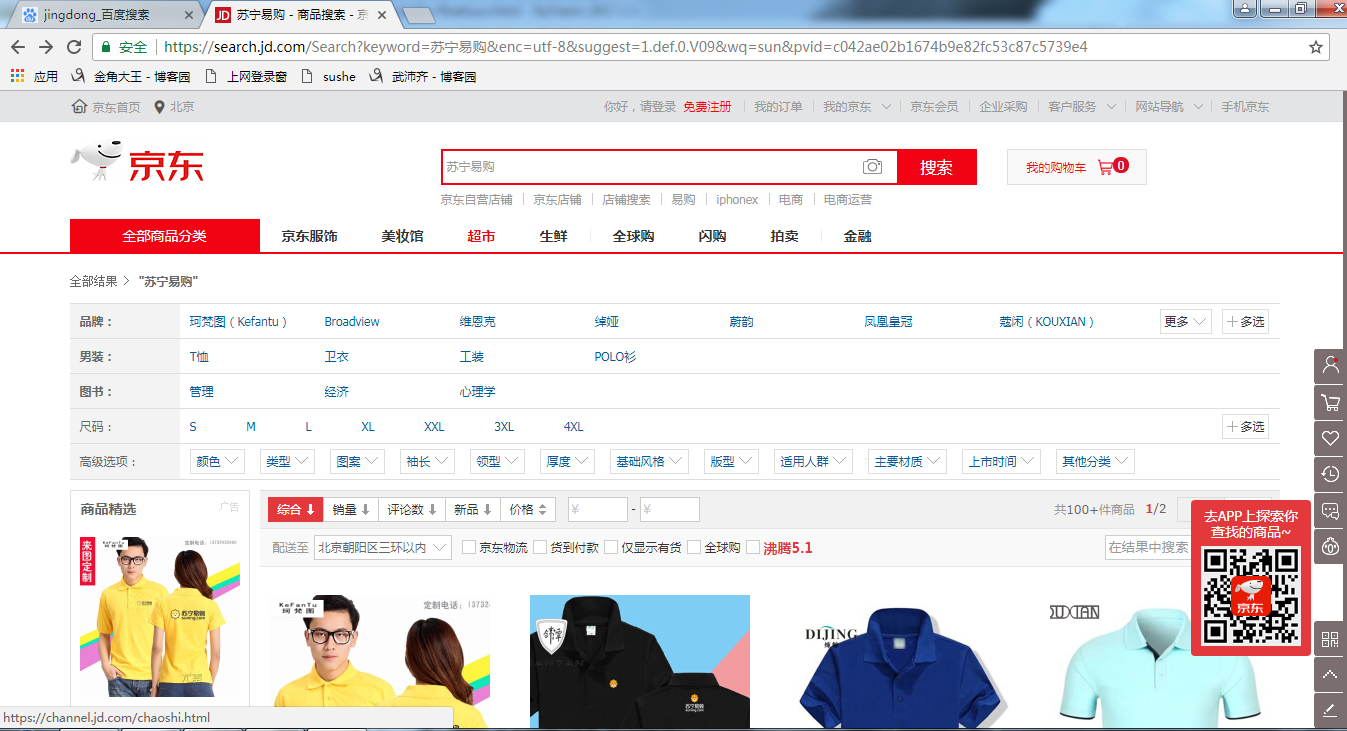 jingdong_百度搜索
苏宁易购 - 商品搜索 - 京
安全 https://search.jd.com/Search?keyword=苏宁易购&enc=utf-8&suggest=1.def.0.V09&wq=sun&pvid=c042ae02b1674b9e82fc53c87c5739e4
应用 金角大王 - 博客园 上网登录窗 sushe 武沛齐 - 博客园
京东首页 北京 你好，请登录 免费注册 我的订单 我的京东 京东会员 企业采购 客户服务 网站导航 手机京东
京东
苏宁易购 搜索 我的购物车 0
京东自营店铺 京东店铺 店铺搜索 易购 iphonex 电商 电商运营
全部商品分类 京东服饰 美妆馆 超市 生鲜 全球购 闪购 拍卖 金融
全部结果 > "苏宁易购"
品牌： 珂梵图（Kefantu） Broadview 维恩克 绰娅 蔚韵 凤凰皇冠 蔻闲（KOUXIAN） 更多 多选
男装： T恤 卫衣 工装 POLO衫
图书： 管理 经济 心理学
尺码： S M L XL XXL 3XL 4XL 多选
高级选项： 颜色 类型 图案 袖长 领型 厚度 基础风格 版型 适用人群 主要材质 上市时间 其他分类
商品精选 广告
综合 销量 评论数 新品 价格 ¥ - ¥ 共100+件商品 1/2
配送至 北京朝阳区三环以内 京东物流 货到付款 仅显示有货 全球购 沸腾5.1 在结果中搜索
去APP上探索你
查找的商品~
京东
来图定制
KeFanTu
珂梵图
定制电话：13732
DIJING
JIDXIAN
苏宁易购
suning.com
https://channel.jd.com/chaoshi.html